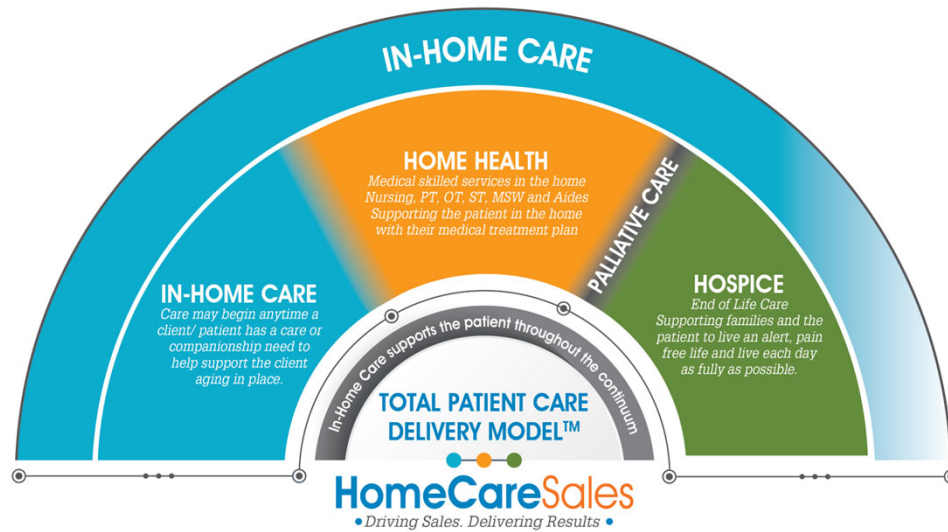 IN-HOME CARE
HOME HEALTH
Medical skilled services in the home
Nursing, PT, OT, ST, MSW and Aides
Supporting the patient in the home
with their medical treatment plan
PALLIATIVE CARE
IN-HOME CARE
Care may begin anytime a
client/ patient has a care or
companionship need to
help support the client
aging in place.
HOSPICE
End of Life Care
Supporting families and the
patient to live an alert, pain
free life and live each day
as fully as possible.
In-Home Care supports the patient throughout the continuum
TOTAL PATIENT CARE
DELIVERY MODEL™
HomeCareSales
• Driving Sales. Delivering Results •